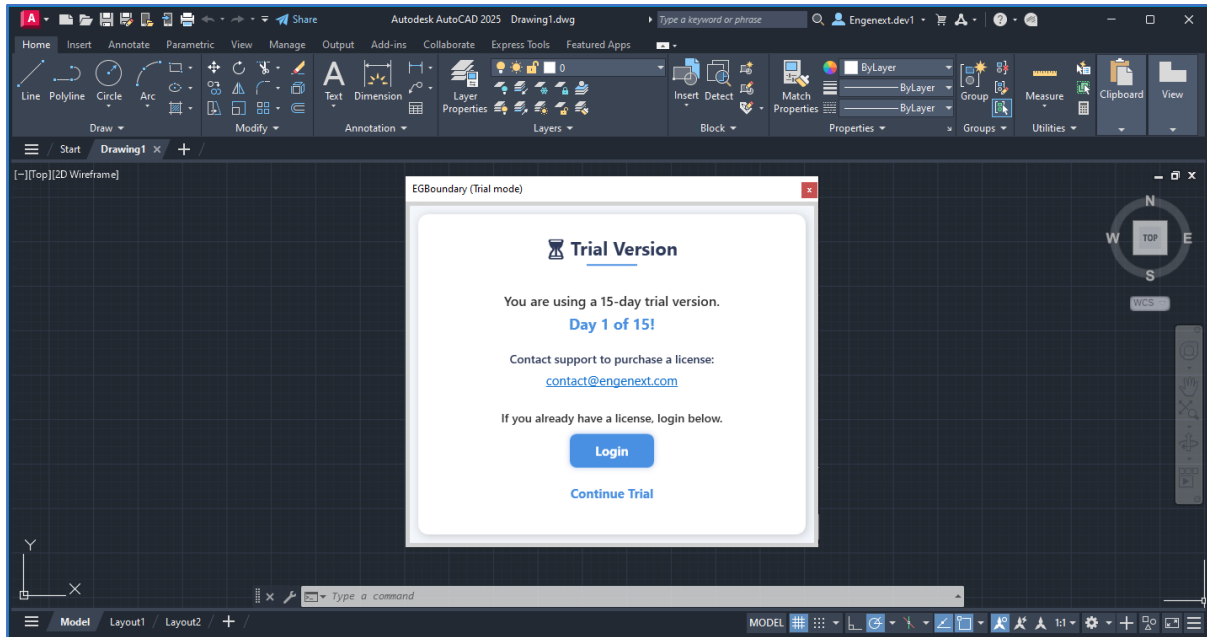 A Share Autodesk AutoCAD 2025 Drawing1.dwg Type a keyword or phrase Engenext.dev1
Home Insert Annotate Parametric View Manage Output Add-ins Collaborate Express Tools Featured Apps
Line Polyline Circle Arc
Text Dimension
Layer Properties
0
Insert Detect
Match Properties
ByLayer
ByLayer
ByLayer
Group
Measure
Clipboard
View
Draw Modify Annotation Layers Block Properties Groups Utilities
Start Drawing1
[−][Top][2D Wireframe]
EGBoundary (Trial mode)
x
Trial Version
You are using a 15-day trial version.
Day 1 of 15!
Contact support to purchase a license:
contact@engenext.com
If you already have a license, login below.
Login
Continue Trial
N
W TOP E
S
WCS
Y
X
Type a command
Model Layout1 Layout2 MODEL 1:1